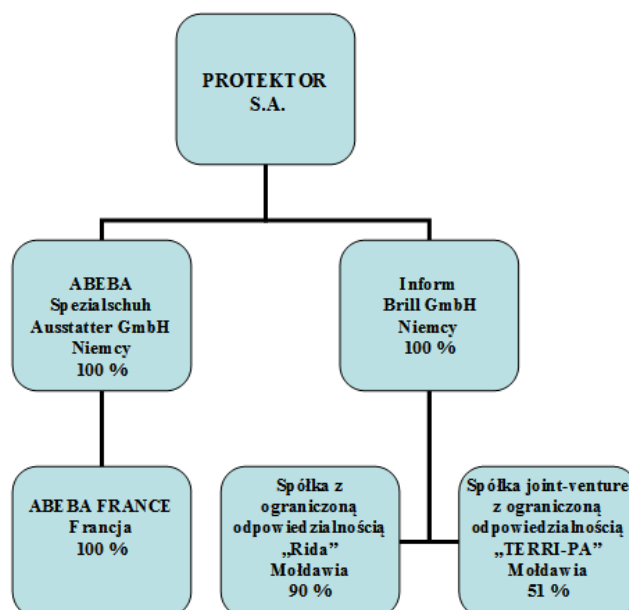 PROTEKTOR
S.A.
ABEBA
Spezialschuh
Ausstatter GmbH
Niemcy
100 %
Inform
Brill GmbH
Niemcy
100 %
ABEBA FRANCE
Francja
100 %
Spółka z
ograniczoną
odpowiedzialnością
„Rida”
Mołdawia
90 %
Spółka joint-venture
z ograniczoną
odpowiedzialnością
„TERRI-PA”
Mołdawia
51 %